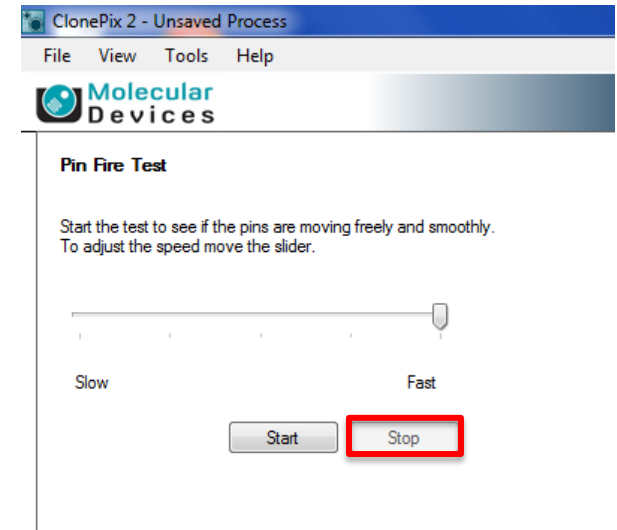 ClonePix 2 - Unsaved Process
File View Tools Help
Molecular
Devices
Pin Fire Test
Start the test to see if the pins are moving freely and smoothly.
To adjust the speed move the slider.
Slow Fast
Start Stop